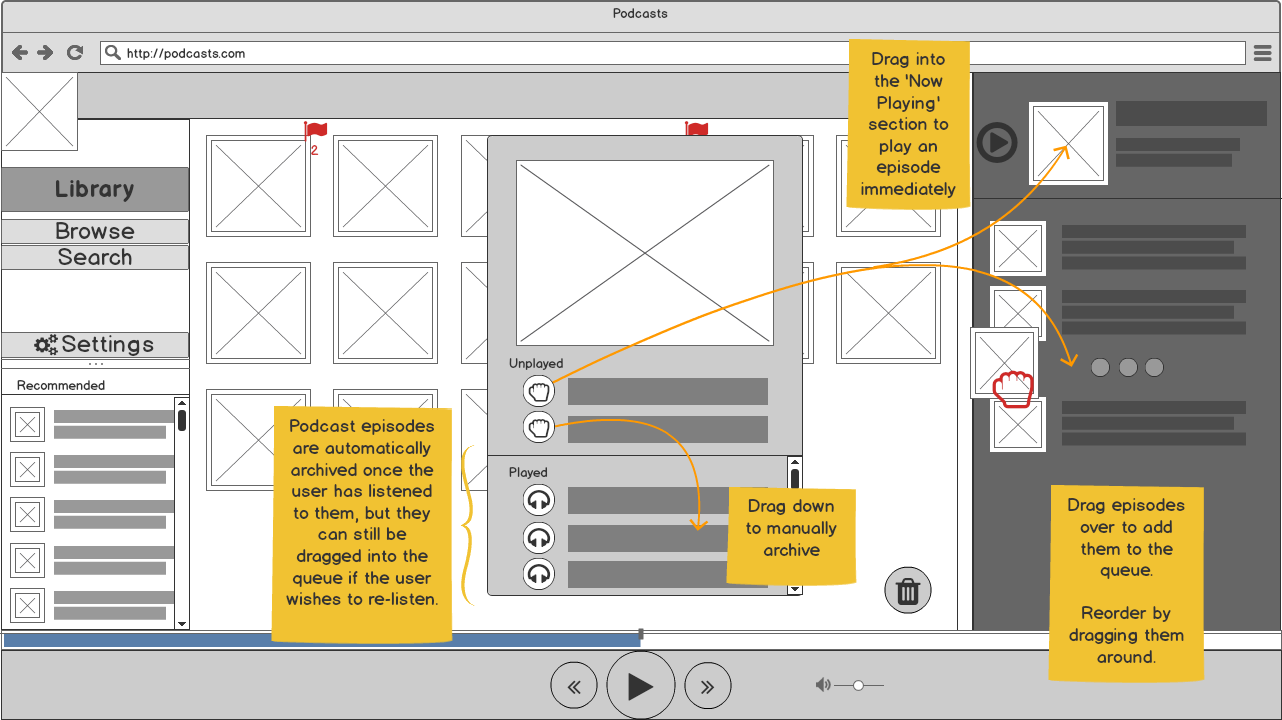 Podcasts
http://podcasts.com
Drag into
the 'Now
Playing'
section to
play an
episode
immediately
2
Library
Browse
Search
Settings
Recommended
Unplayed
Played
Podcast episodes
are automatically
archived once the
user has listened
to them, but they
can still be
dragged into the
queue if the user
wishes to re-listen.
Drag down
to manually
archive
Drag episodes
over to add
them to the
queue.
Reorder by
dragging them
around.